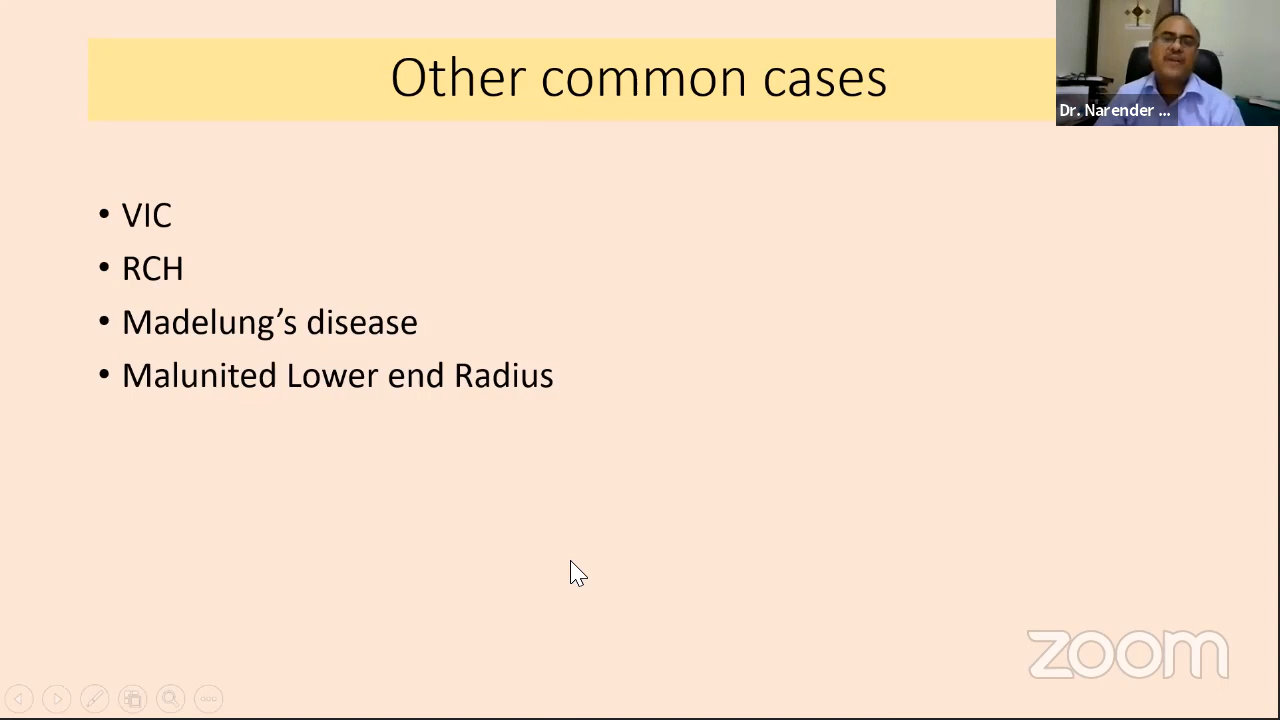 Other common cases
Dr. Narender ...
• VIC
• RCH
• Madelung’s disease
• Malunited Lower end Radius
zoom